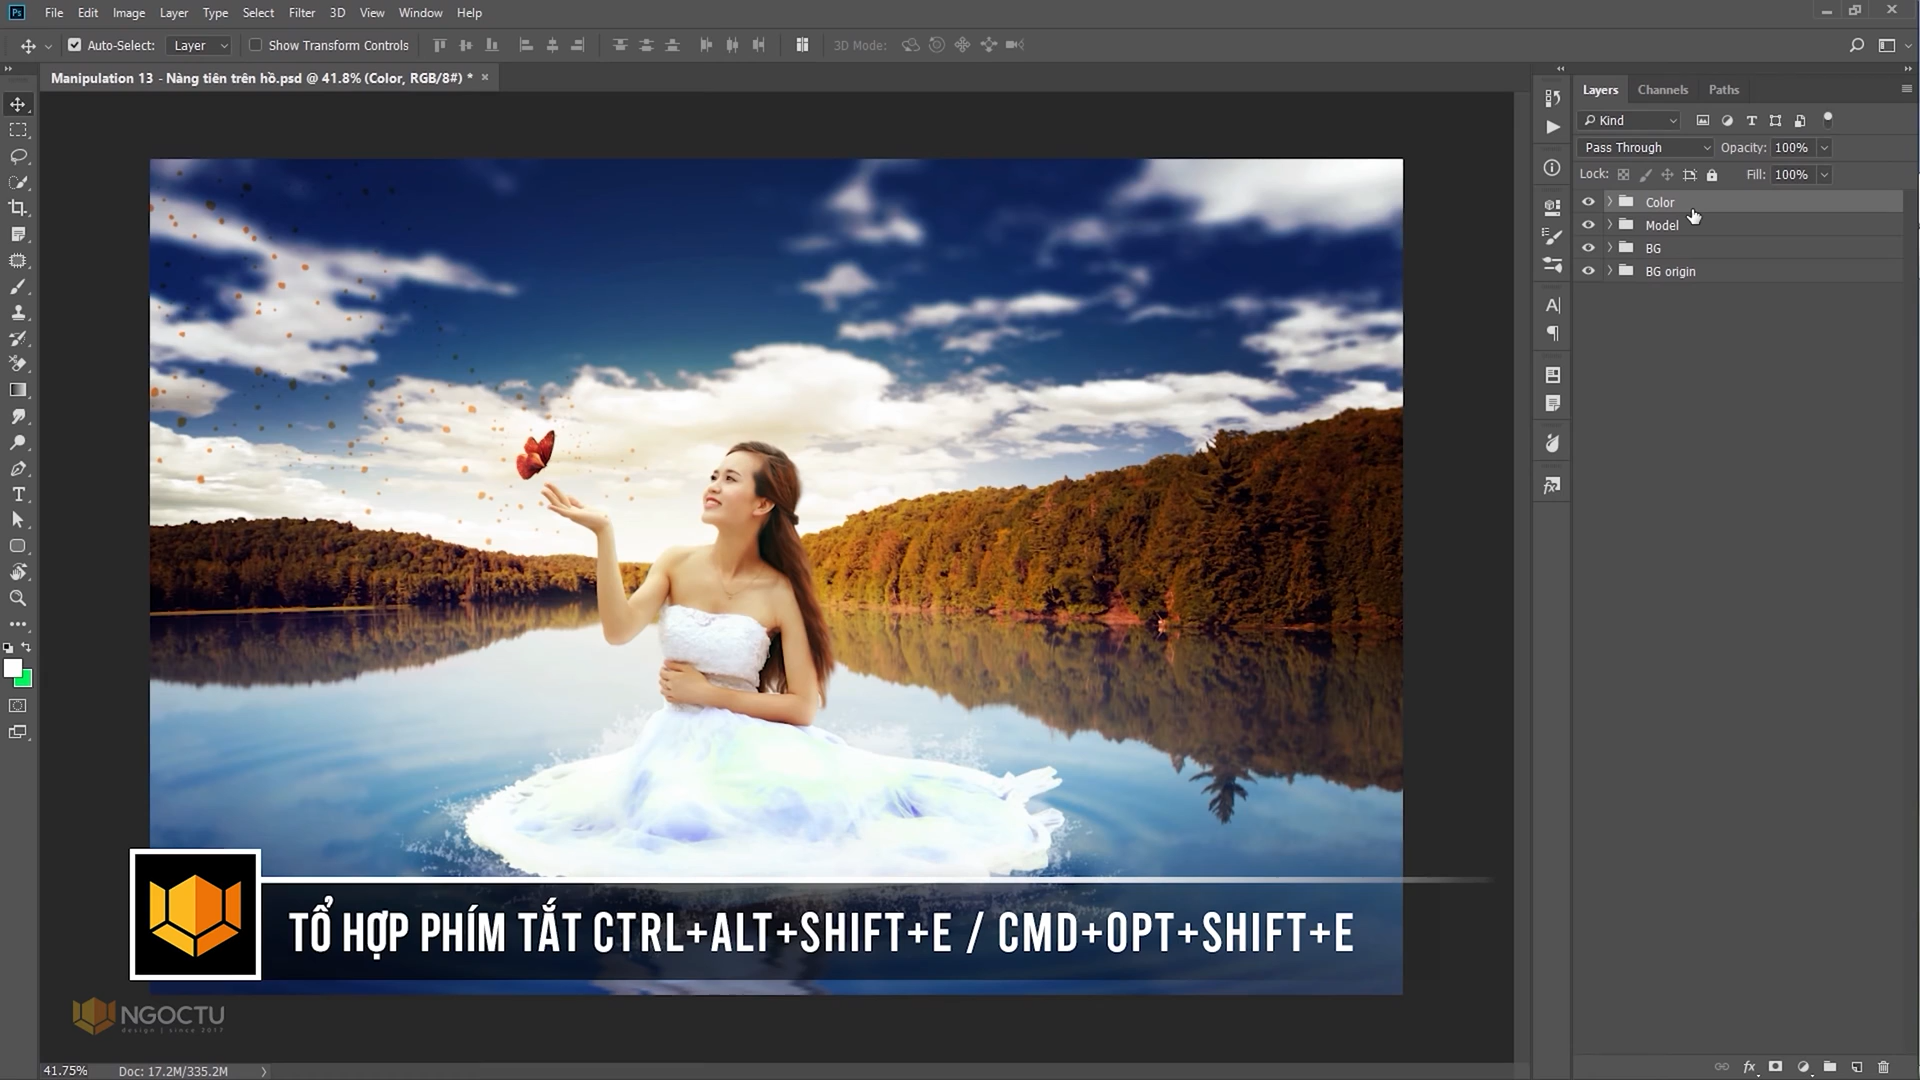 Ps File Edit Image Layer Type Select Filter 3D View Window Help
Auto-Select: Layer Show Transform Controls 3D Mode:
Manipulation 13 - Nàng tiên trên hồ.psd @ 41.8% (Color, RGB/8#) * ×
Layers Channels Paths
Kind
Pass Through Opacity: 100%
Lock: Fill: 100%
Color
Model
BG
BG origin
TỔ HỢP PHÍM TẮT CTRL+ALT+SHIFT+E / CMD+OPT+SHIFT+E
NGOCTU
design | since 2017
41.75% Doc: 17.2M/335.2M